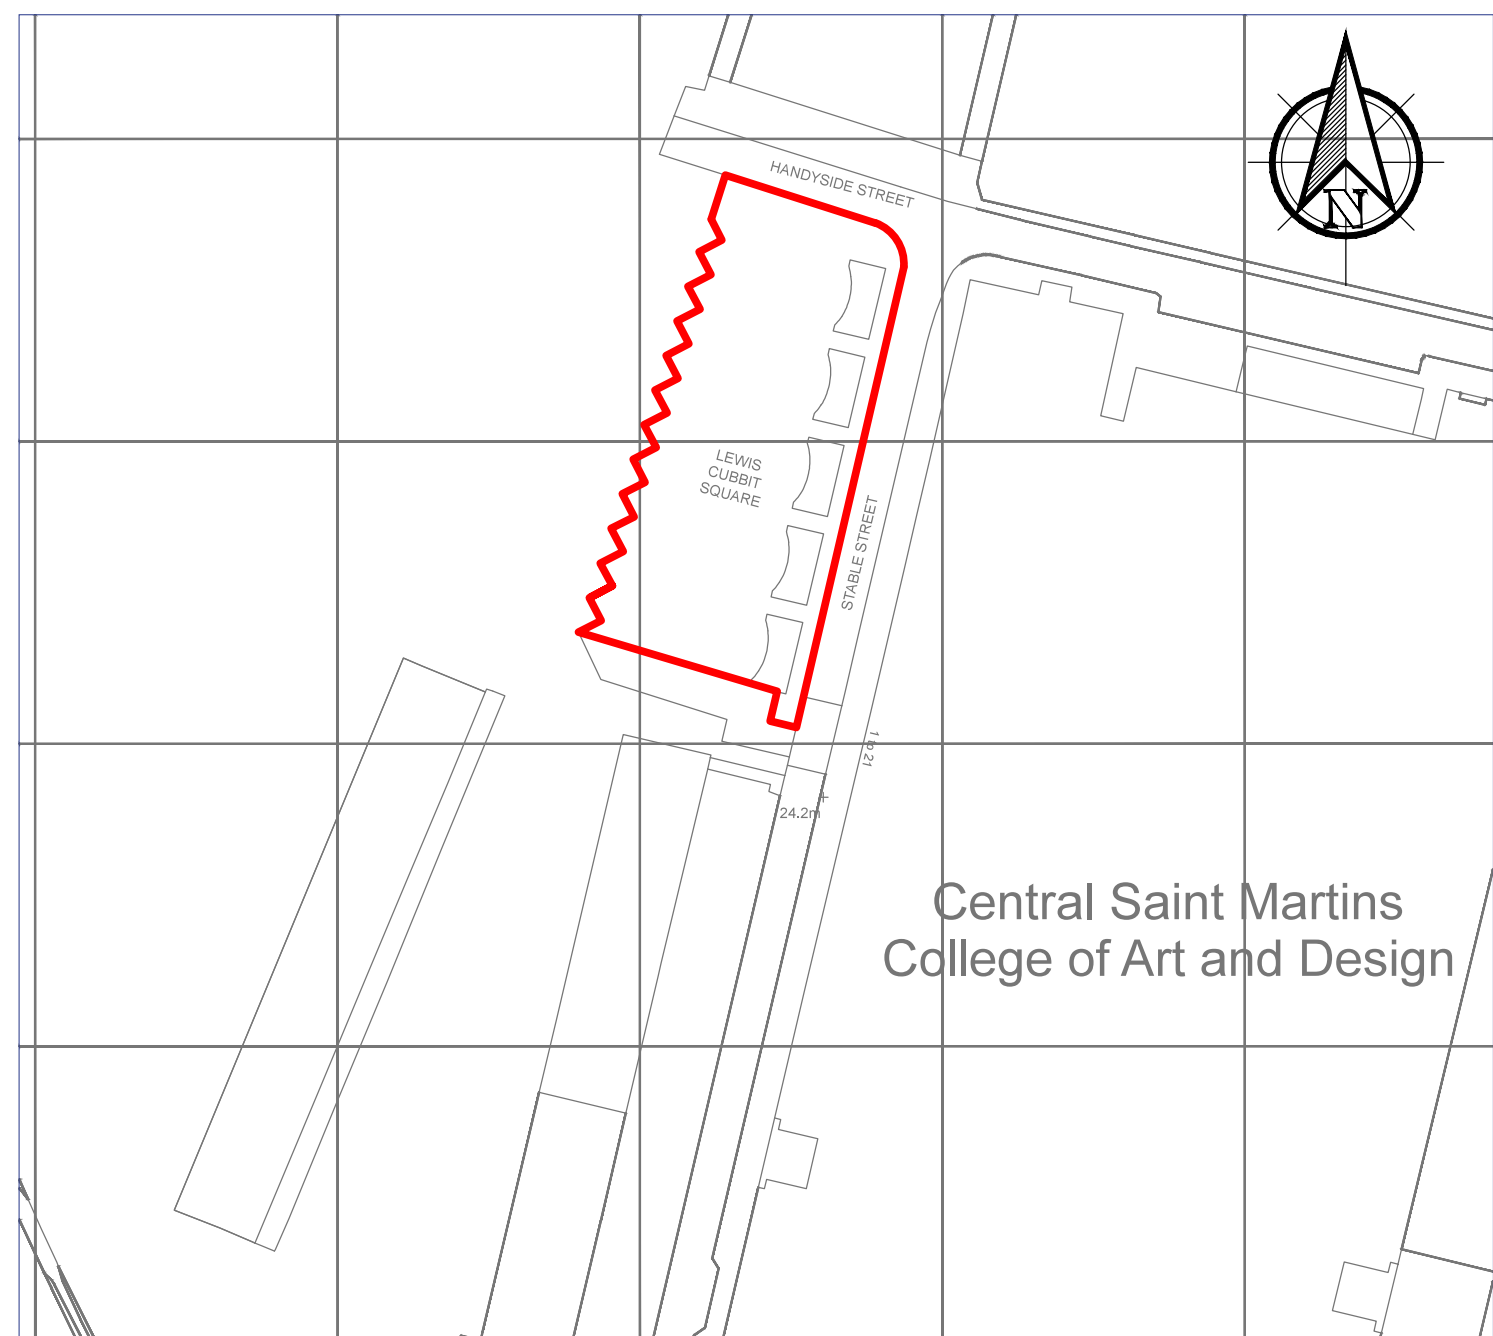 HANDYSIDE STREET
N
LEWIS
CUBBIT
SQUARE
STABLE STREET
1 to 21
24.2m
Central Saint Martins
College of Art and Design